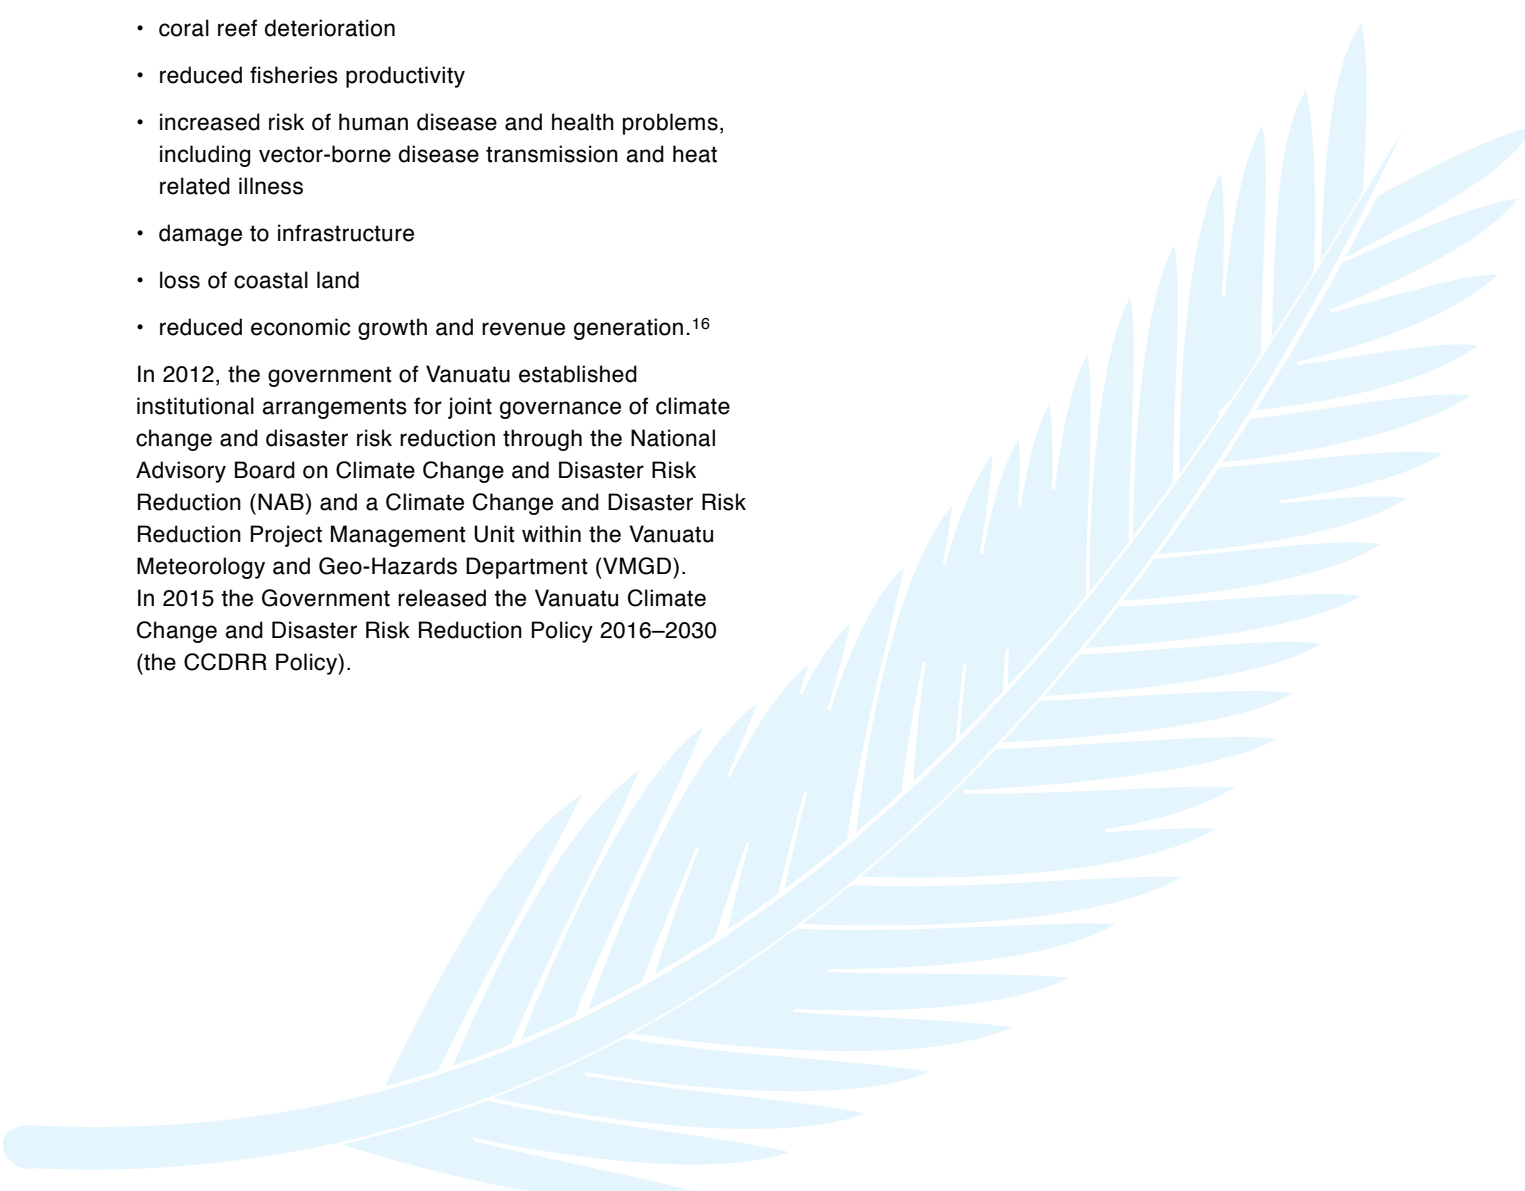 • coral reef deterioration
• reduced fisheries productivity
• increased risk of human disease and health problems,
including vector-borne disease transmission and heat
related illness
• damage to infrastructure
• loss of coastal land
• reduced economic growth and revenue generation.16
In 2012, the government of Vanuatu established
institutional arrangements for joint governance of climate
change and disaster risk reduction through the National
Advisory Board on Climate Change and Disaster Risk
Reduction (NAB) and a Climate Change and Disaster Risk
Reduction Project Management Unit within the Vanuatu
Meteorology and Geo-Hazards Department (VMGD).
In 2015 the Government released the Vanuatu Climate
Change and Disaster Risk Reduction Policy 2016–2030
(the CCDRR Policy).